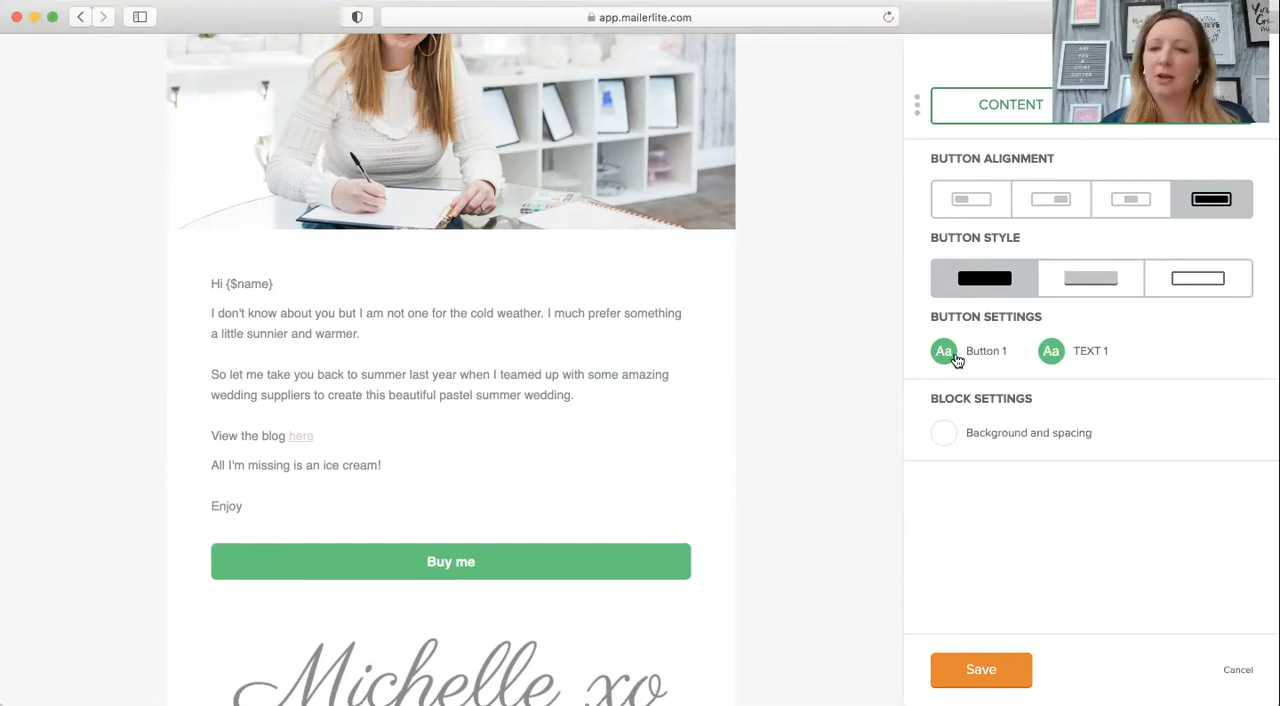 app.mailerlite.com
CONTENT
BUTTON ALIGNMENT
BUTTON STYLE
BUTTON SETTINGS
Aa Button 1 Aa TEXT 1
BLOCK SETTINGS
Background and spacing
Hi {$name}
I don't know about you but I am not one for the cold weather. I much prefer something
a little sunnier and warmer.
So let me take you back to summer last year when I teamed up with some amazing
wedding suppliers to create this beautiful pastel summer wedding.
View the blog here
All I'm missing is an ice cream!
Enjoy
Buy me
Michelle xo
Save Cancel